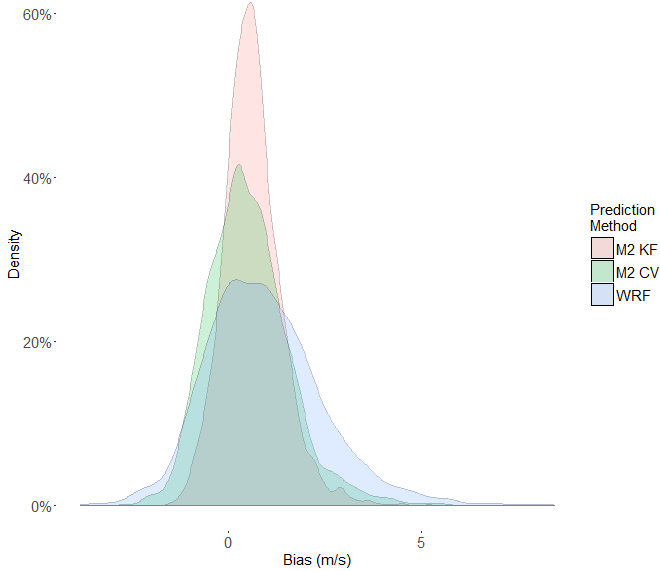 60%
40%
20%
0%
Density
0
5
Bias (m/s)
Prediction
Method
M2 KF
M2 CV
WRF